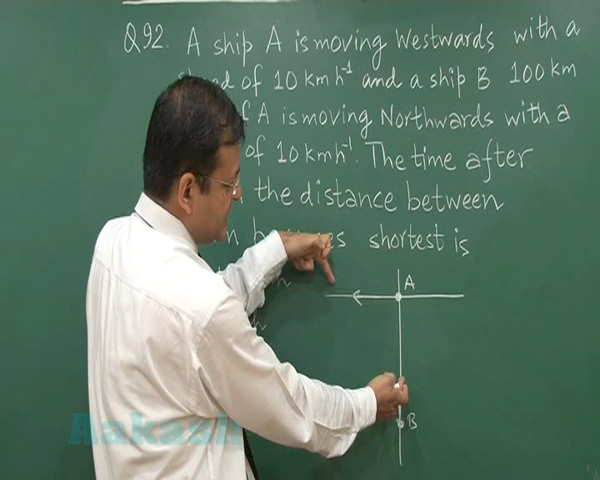 Q92. A ship A is moving Westwards with a
of 10 km h⁻¹ and a ship B 100 km
A is moving Northwards with a
of 10 km h⁻¹. The time after
the distance between
shortest is
h
A
h
B
Aakash